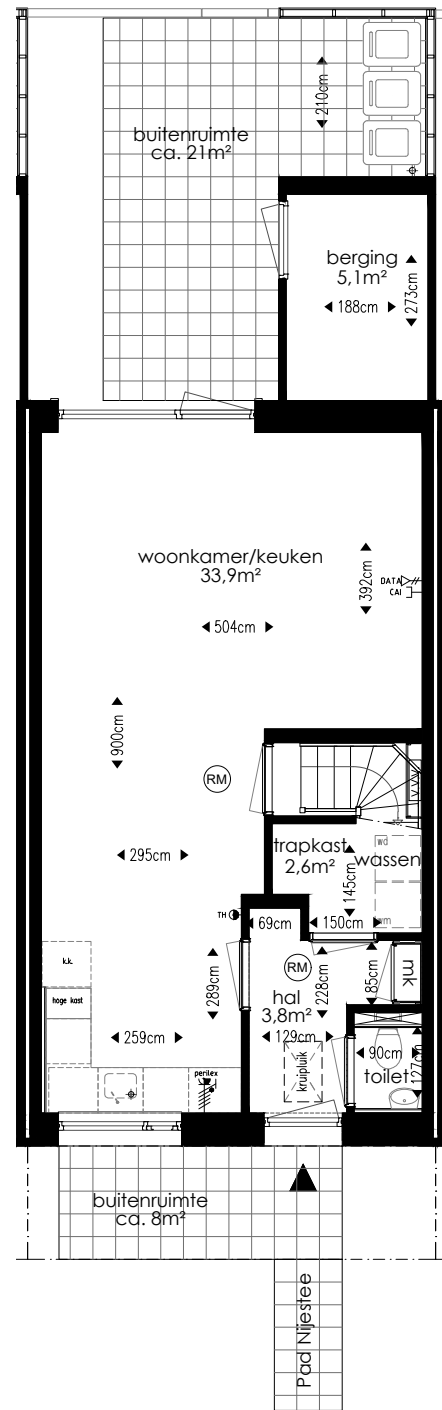 210cm
buitenruimte
ca. 21m²
berging
5,1m²
188cm
273cm
woonkamer/keuken
33,9m²
392cm
DATA
CAI
504cm
900cm
RM
trapkast
2,6m²
wassen
wd
wm
145cm
295cm
TH
69cm
150cm
k.k.
hoge kast
289cm
RM
228cm
85cm
mk
hal
3,8m²
129cm
kruipluik
259cm
perilex
90cm
127cm
toilet
buitenruimte
ca. 8m²
Pad Nijestee